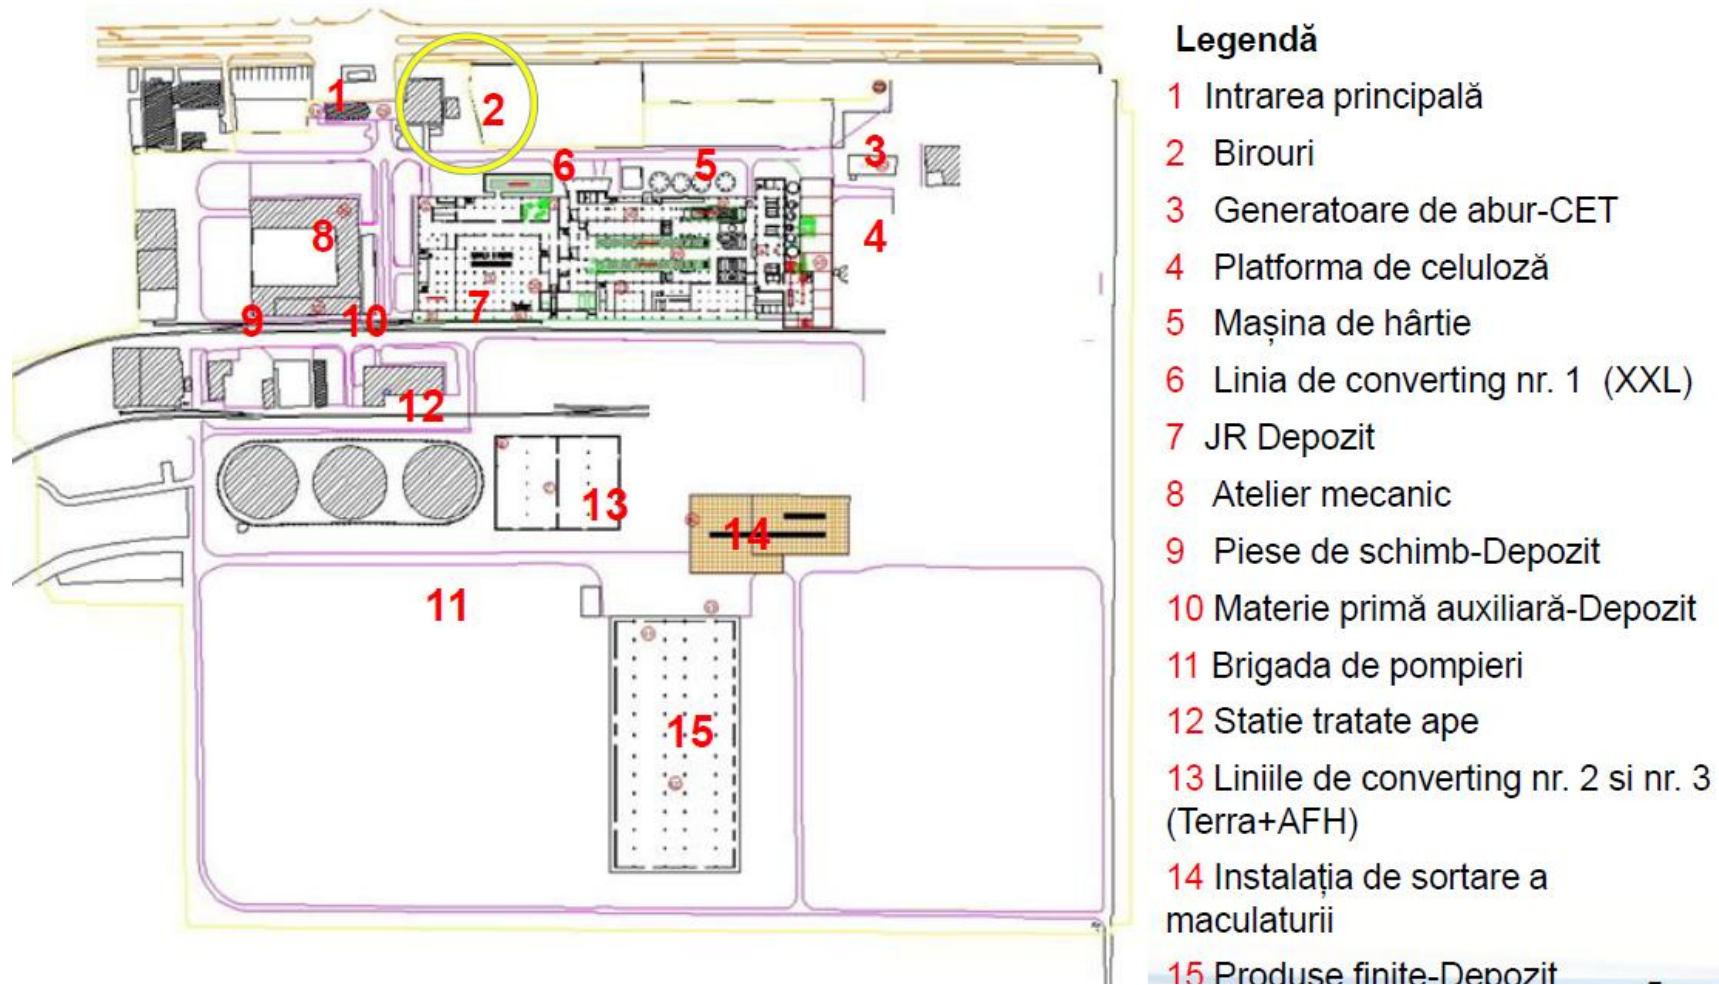 1
2
3
4
5
6
7
8
9
10
11
12
13
14
15
Legendă
1 Intrarea principală
2 Birouri
3 Generatoare de abur-CET
4 Platforma de celuloză
5 Mașina de hârtie
6 Linia de converting nr. 1 (XXL)
7 JR Depozit
8 Atelier mecanic
9 Piese de schimb-Depozit
10 Materie primă auxiliară-Depozit
11 Brigada de pompieri
12 Statie tratate ape
13 Liniile de converting nr. 2 si nr. 3
(Terra+AFH)
14 Instalația de sortare a
maculaturii
15 Produse finite-Depozit